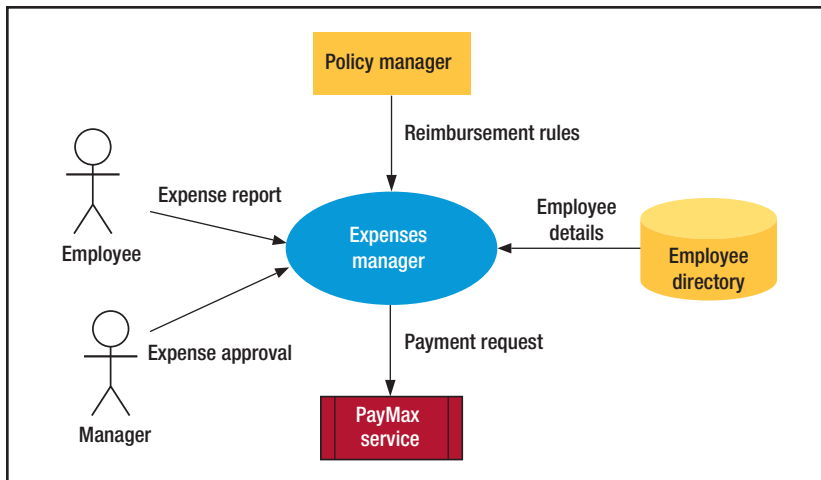 Policy manager
Reimbursement rules
Expense report
Employee
Employee
details
Expenses
manager
Employee
directory
Expense approval
Payment request
Manager
PayMax
service